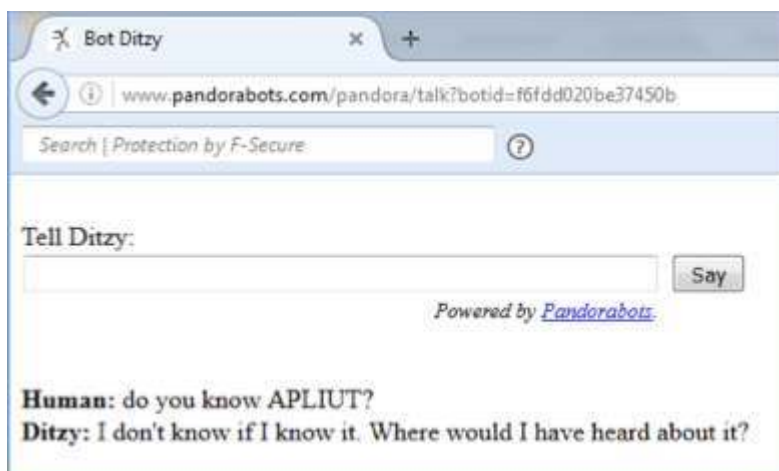 Bot Ditzy
www.pandorabots.com/pandora/talk?botid=f6fdd020be37450b
Search | Protection by F-Secure
Tell Ditzy:
Say
Powered by Pandorabots.
Human: do you know APLIUT?
Ditzy: I don't know if I know it. Where would I have heard about it?